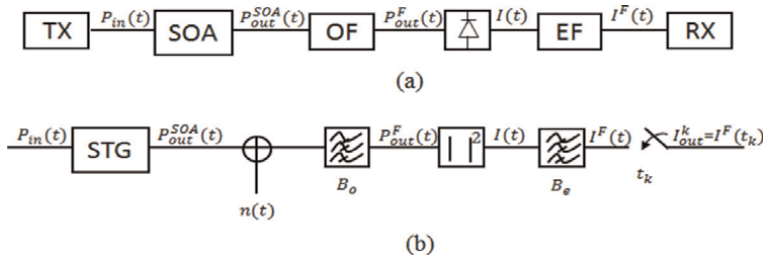 P_in(t) P_out^SOA(t) P_out^F(t) I(t) I^F(t)
TX SOA OF EF RX
(a)
P_in(t) P_out^SOA(t) P_out^F(t) I(t) I^F(t) I_out^k=I^F(t_k)
STG | |^2
B_o B_e t_k
n(t)
(b)